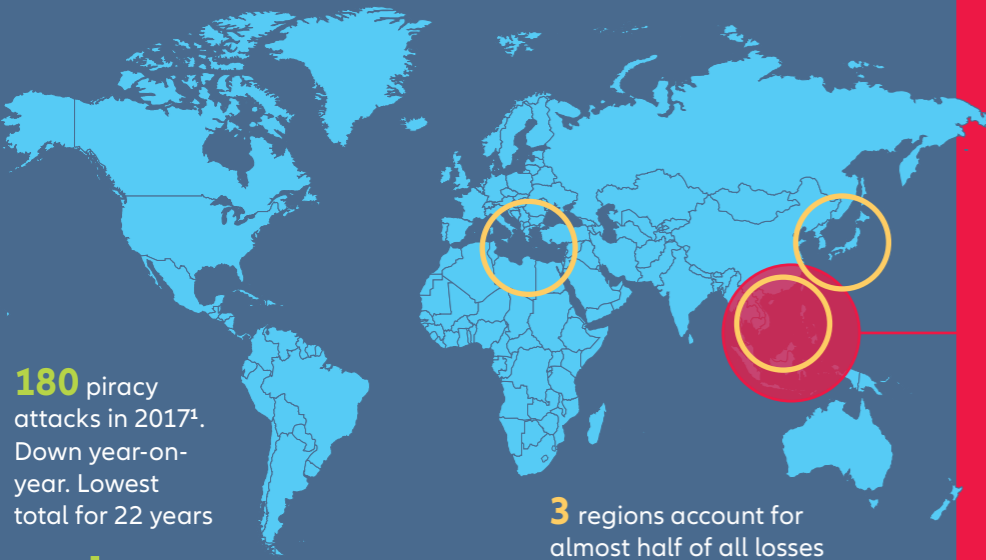 180 piracy
attacks in 2017¹.
Down year-on-
year. Lowest
total for 22 years
3 regions account for
almost half of all losses